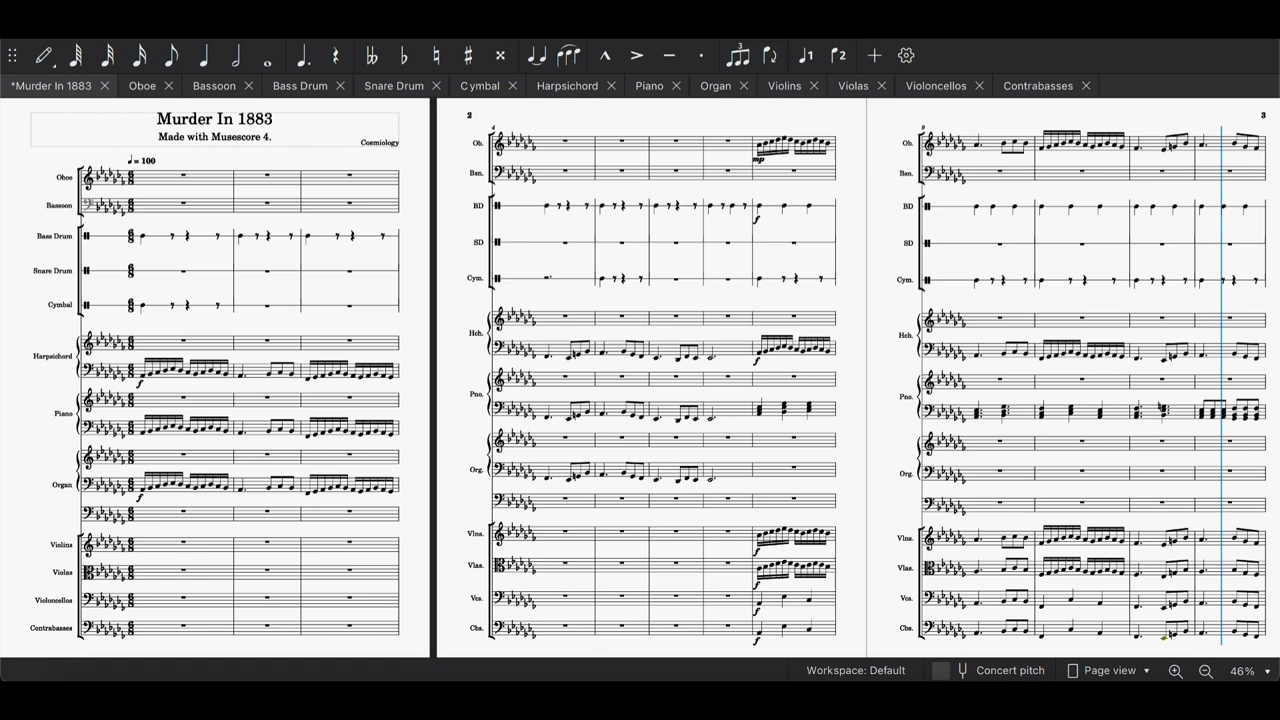 *Murder In 1883 Oboe Bassoon Bass Drum Snare Drum Cymbal Harpsichord Piano Organ Violins Violas Violoncellos Contrabasses
Murder In 1883
Made with Musescore 4.
Cosmiology
♩ = 100
Oboe
Bassoon
Bass Drum
Snare Drum
Cymbal
Harpsichord
f
Piano
Organ
f
Violins
Violas
Violoncellos
Contrabasses
2
4
Ob.
mp
Bsn.
BD
f
SD
Cym.
Hch.
f
Pno.
Org.
Vlns.
f
Vlas.
f
Vcs.
f
Cbs.
f
3
9
Ob.
Bsn.
BD
SD
Cym.
Hch.
Pno.
Org.
Vlns.
Vlas.
Vcs.
Cbs.
Workspace: Default Concert pitch Page view 46%